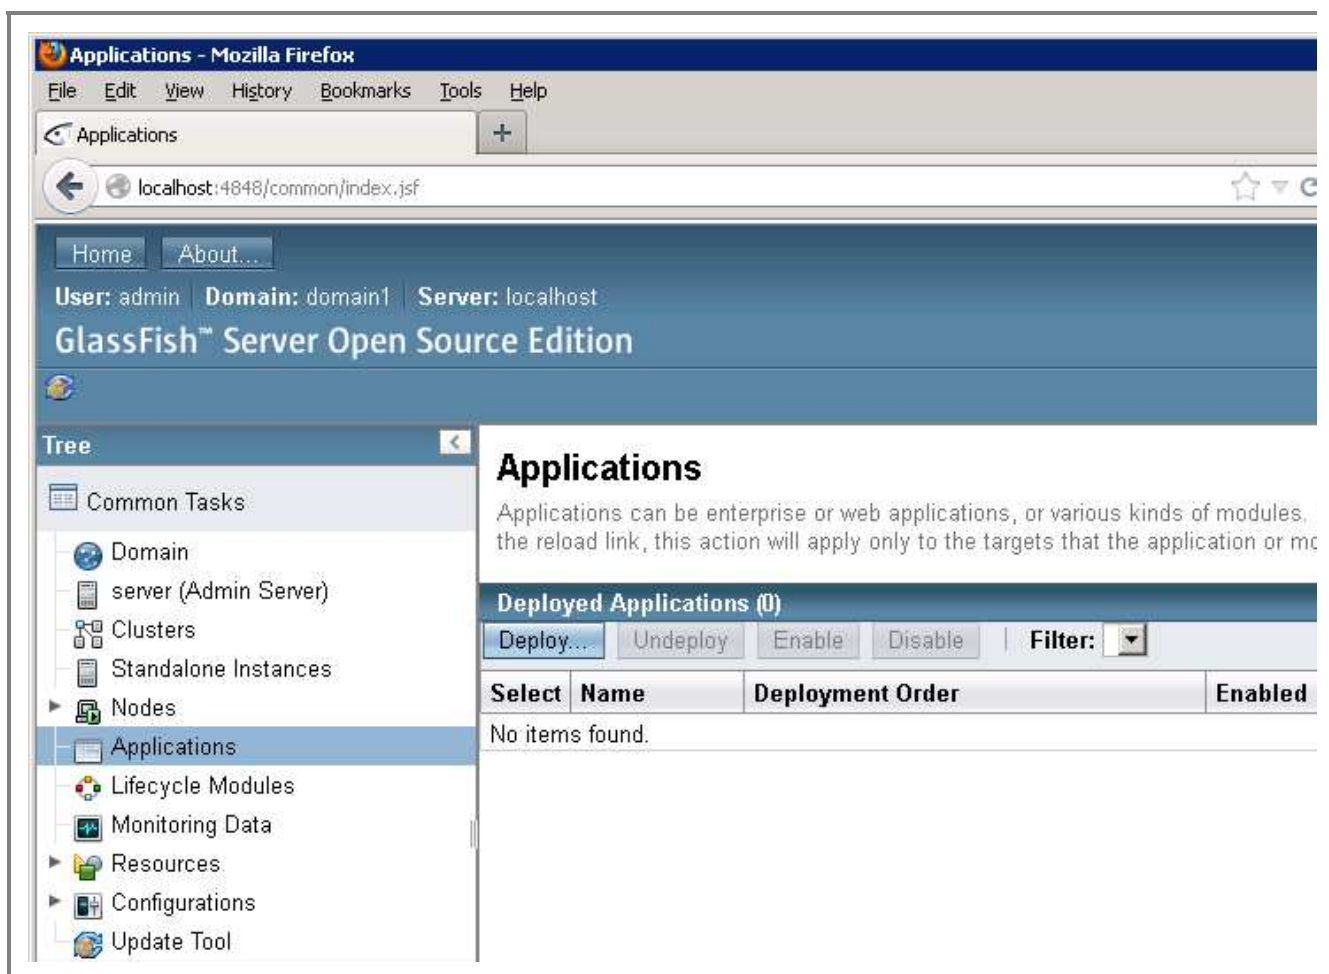 Applications - Mozilla Firefox
File Edit View History Bookmarks Tools Help
Applications +
localhost:4848/common/index.jsf
Home About...
User: admin Domain: domain1 Server: localhost
GlassFish™ Server Open Source Edition
Tree
Common Tasks
Domain
server (Admin Server)
Clusters
Standalone Instances
Nodes
Applications
Lifecycle Modules
Monitoring Data
Resources
Configurations
Update Tool
Applications
Applications can be enterprise or web applications, or various kinds of modules.
the reload link, this action will apply only to the targets that the application or mo
Deployed Applications (0)
Deploy... Undeploy Enable Disable Filter:
Select Name Deployment Order Enabled
No items found.